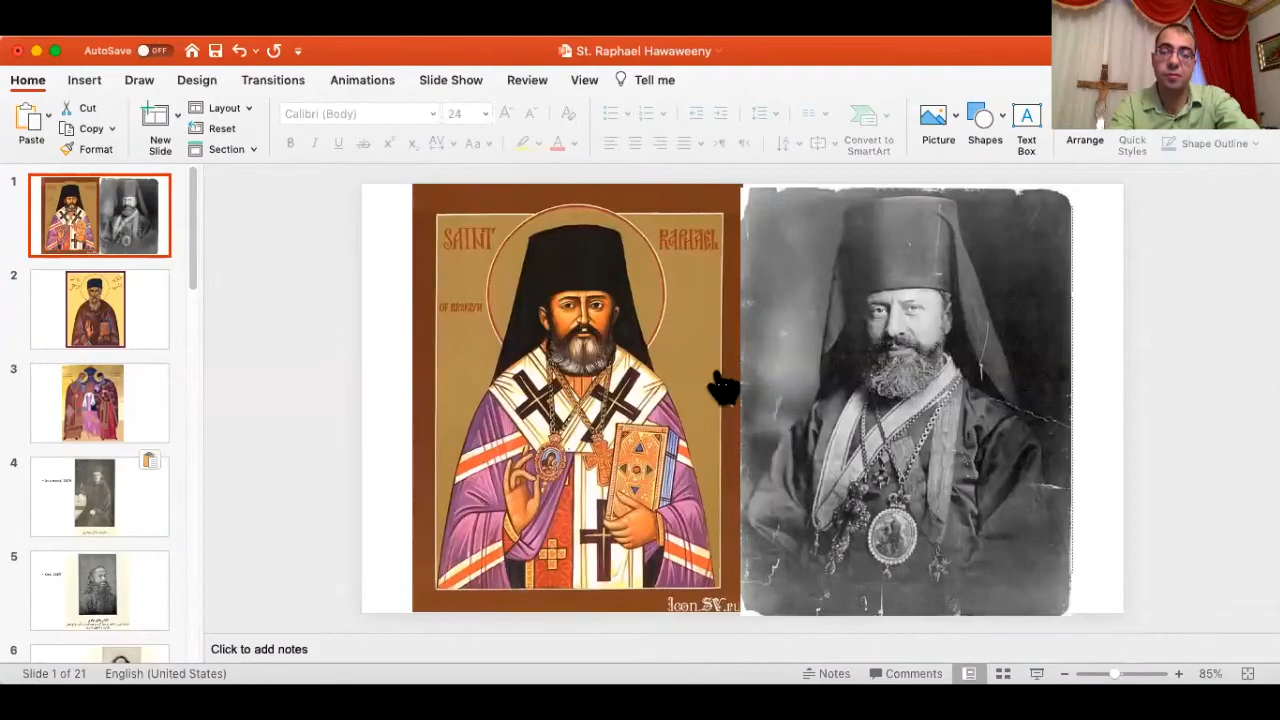 AutoSave OFF
St. Raphael Hawaweeny
Home Insert Draw Design Transitions Animations Slide Show Review View Tell me
Paste
Cut
Copy
Format
New Slide
Layout
Reset
Section
Calibri (Body) 24
Convert to SmartArt
Picture
Shapes
Text Box
Arrange
Quick Styles
Shape Outline
1
2
3
4
5
6
SAINT RAPHAEL
OF BROOKLYN
Icon SV.ru
Click to add notes
Slide 1 of 21 English (United States) Notes Comments 85%